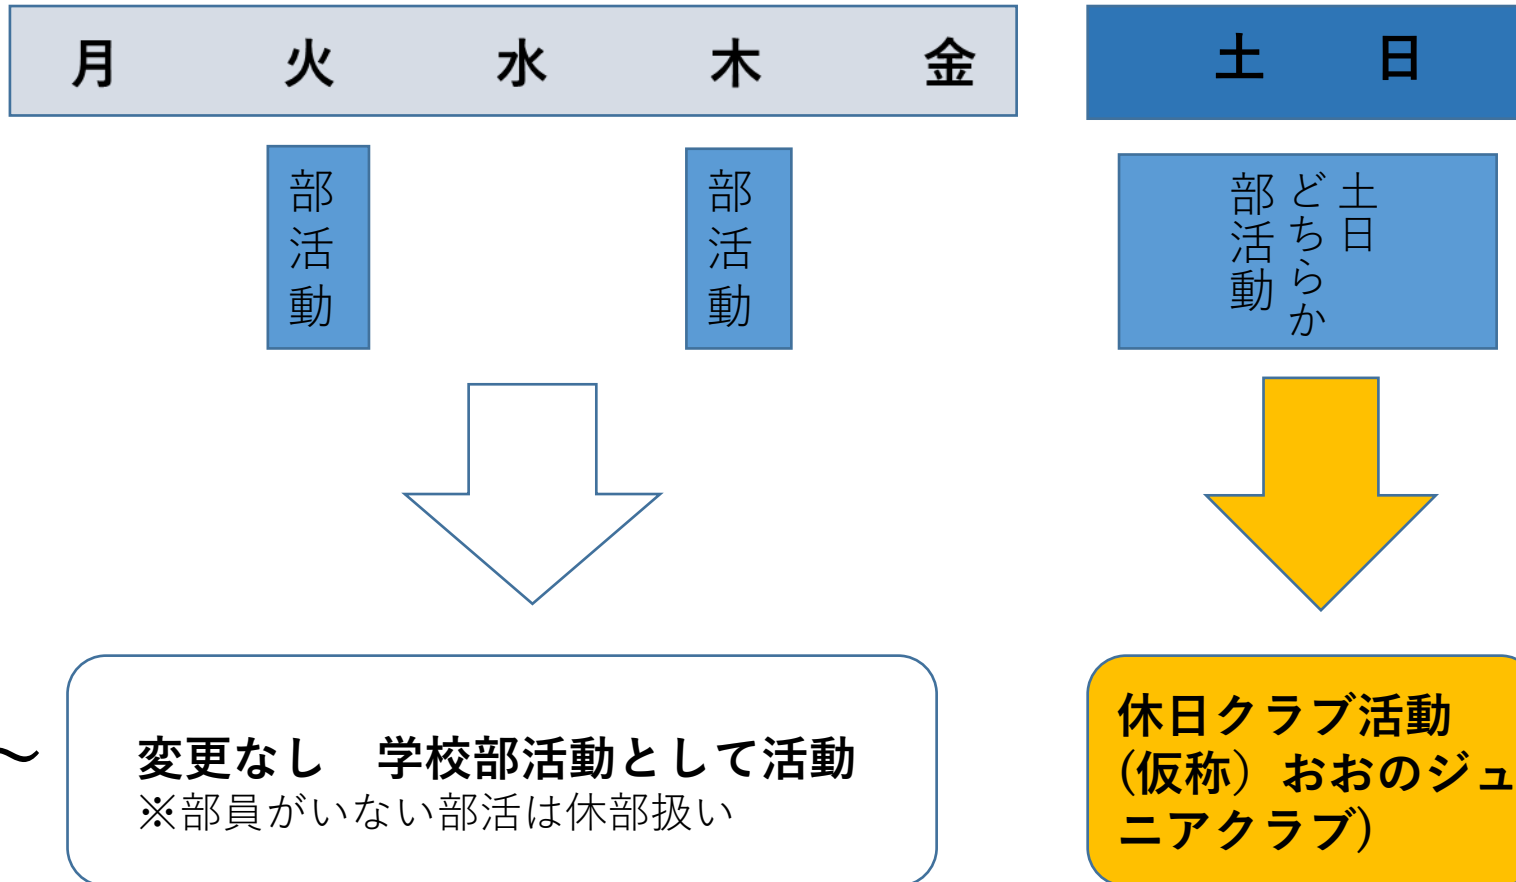 月 火 水 木 金
土 日
部活動
部活動
土日
どちらか
部活動
～
変更なし　学校部活動として活動
※部員がいない部活は休部扱い
休日クラブ活動
(仮称）おおのジュ
ニアクラブ）